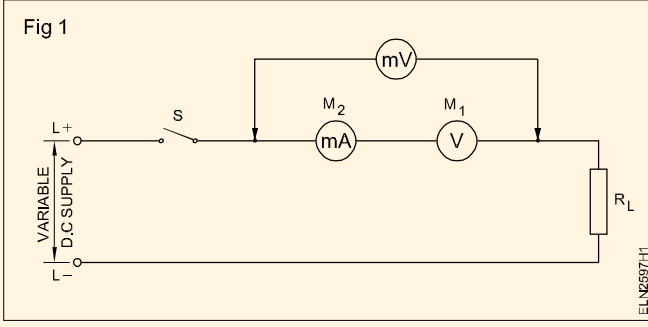 Fig 1
mV
S
M2
M1
L+
mA
V
VARIABLE
D.C SUPPLY
RL
L–
ELN2597H1